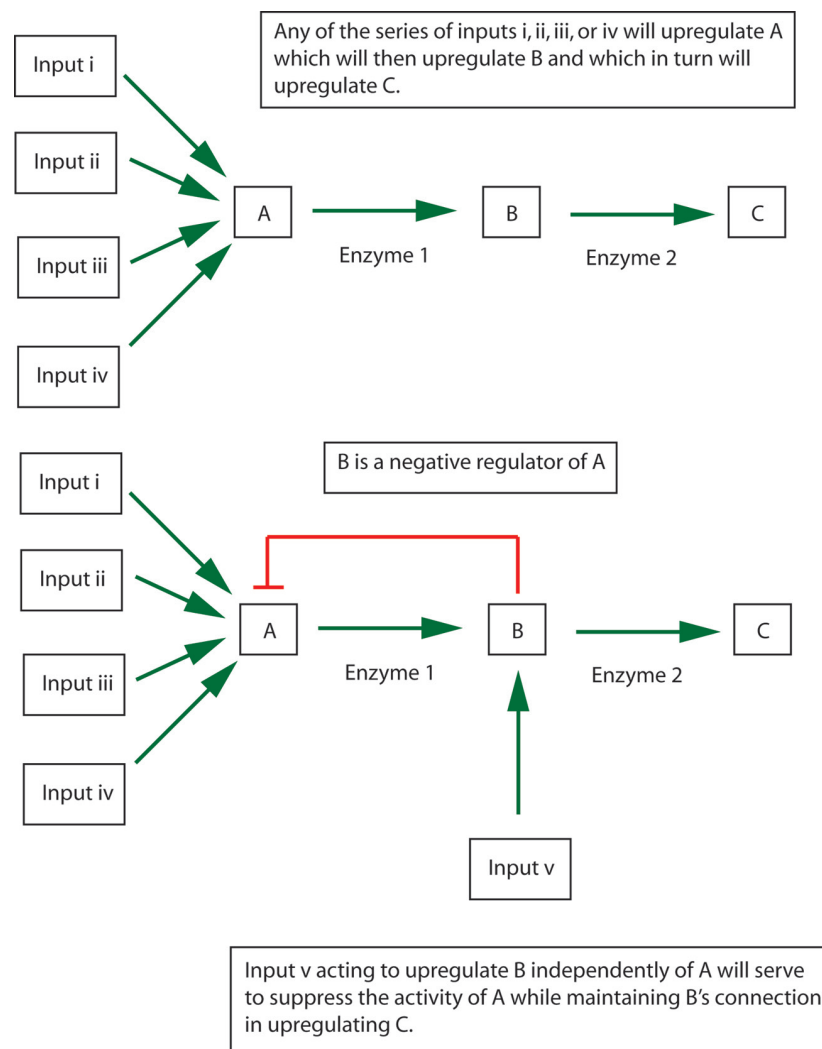 Any of the series of inputs i, ii, iii, or iv will upregulate A
which will then upregulate B and which in turn will
upregulate C.
Input i
Input ii
Input iii
Input iv
A
B
C
Enzyme 1
Enzyme 2
B is a negative regulator of A
Input i
Input ii
Input iii
Input iv
A
B
C
Enzyme 1
Enzyme 2
Input v
Input v acting to upregulate B independently of A will serve
to suppress the activity of A while maintaining B's connection
in upregulating C.